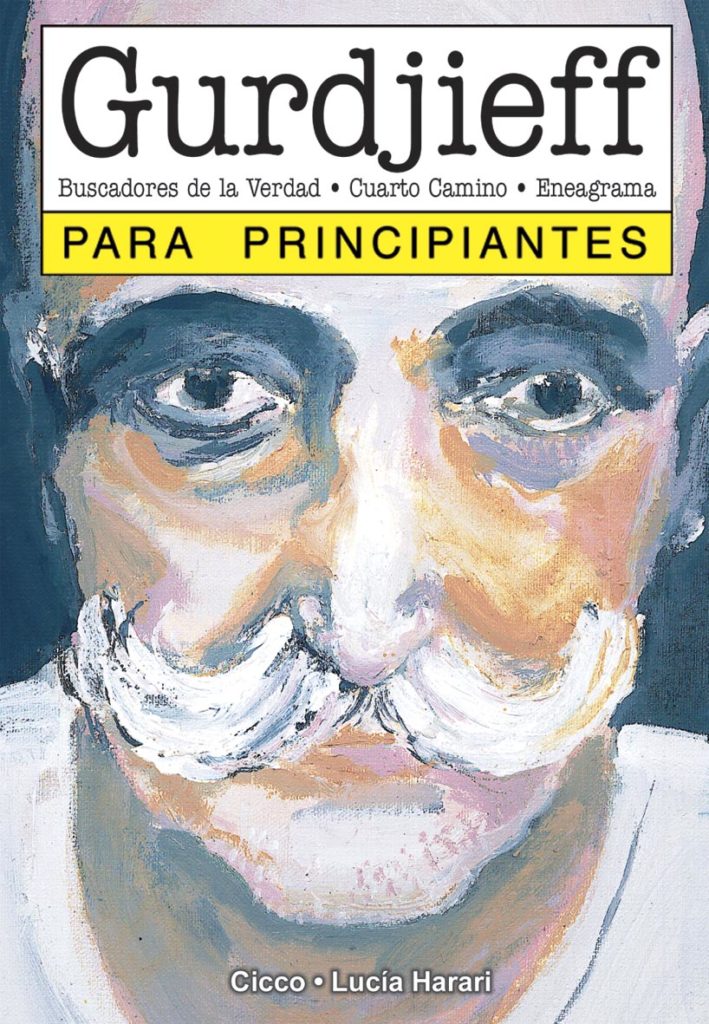 Gurdjieff
Buscadores de la Verdad • Cuarto Camino • Eneagrama
PARA PRINCIPIANTES
Cicco • Lucía Harari